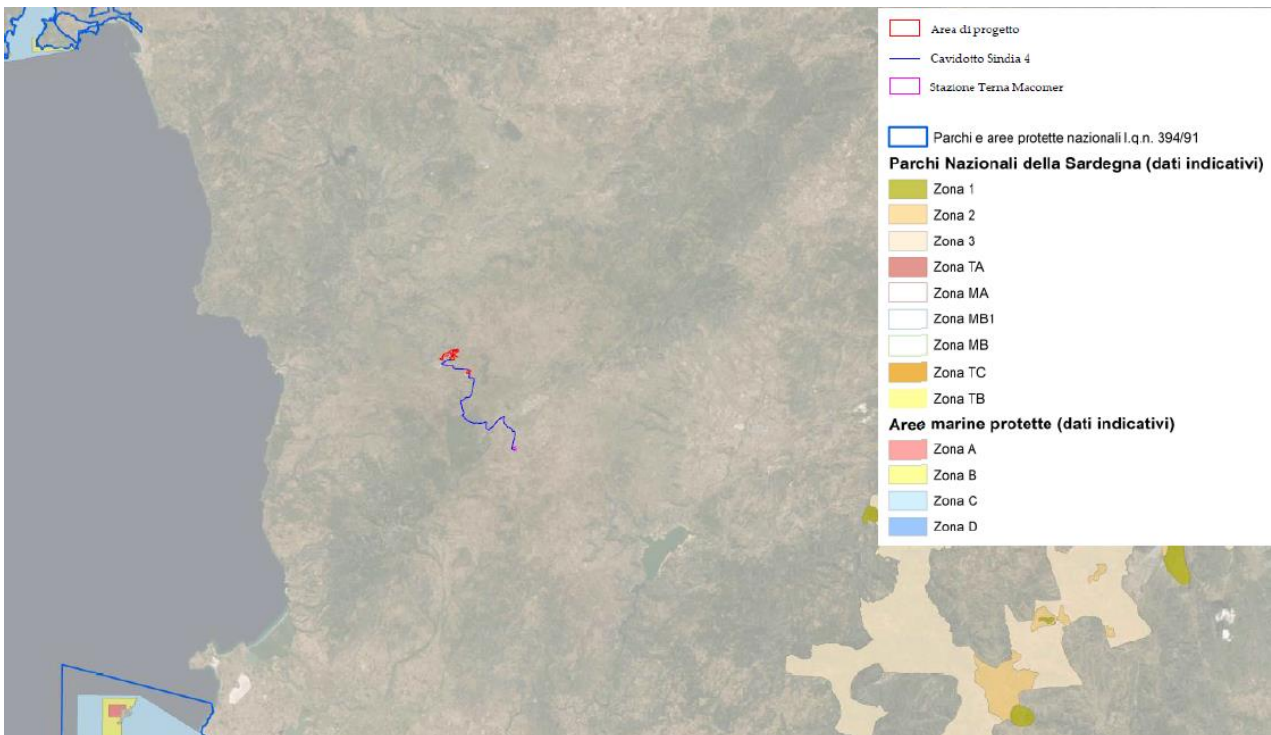 Area di progetto
Cavidotto Sindia 4
Stazione Terna Macomer
Parchi e aree protette nazionali l.q.n. 394/91
Parchi Nazionali della Sardegna (dati indicativi)
Zona 1
Zona 2
Zona 3
Zona TA
Zona MA
Zona MB1
Zona MB
Zona TC
Zona TB
Aree marine protette (dati indicativi)
Zona A
Zona B
Zona C
Zona D